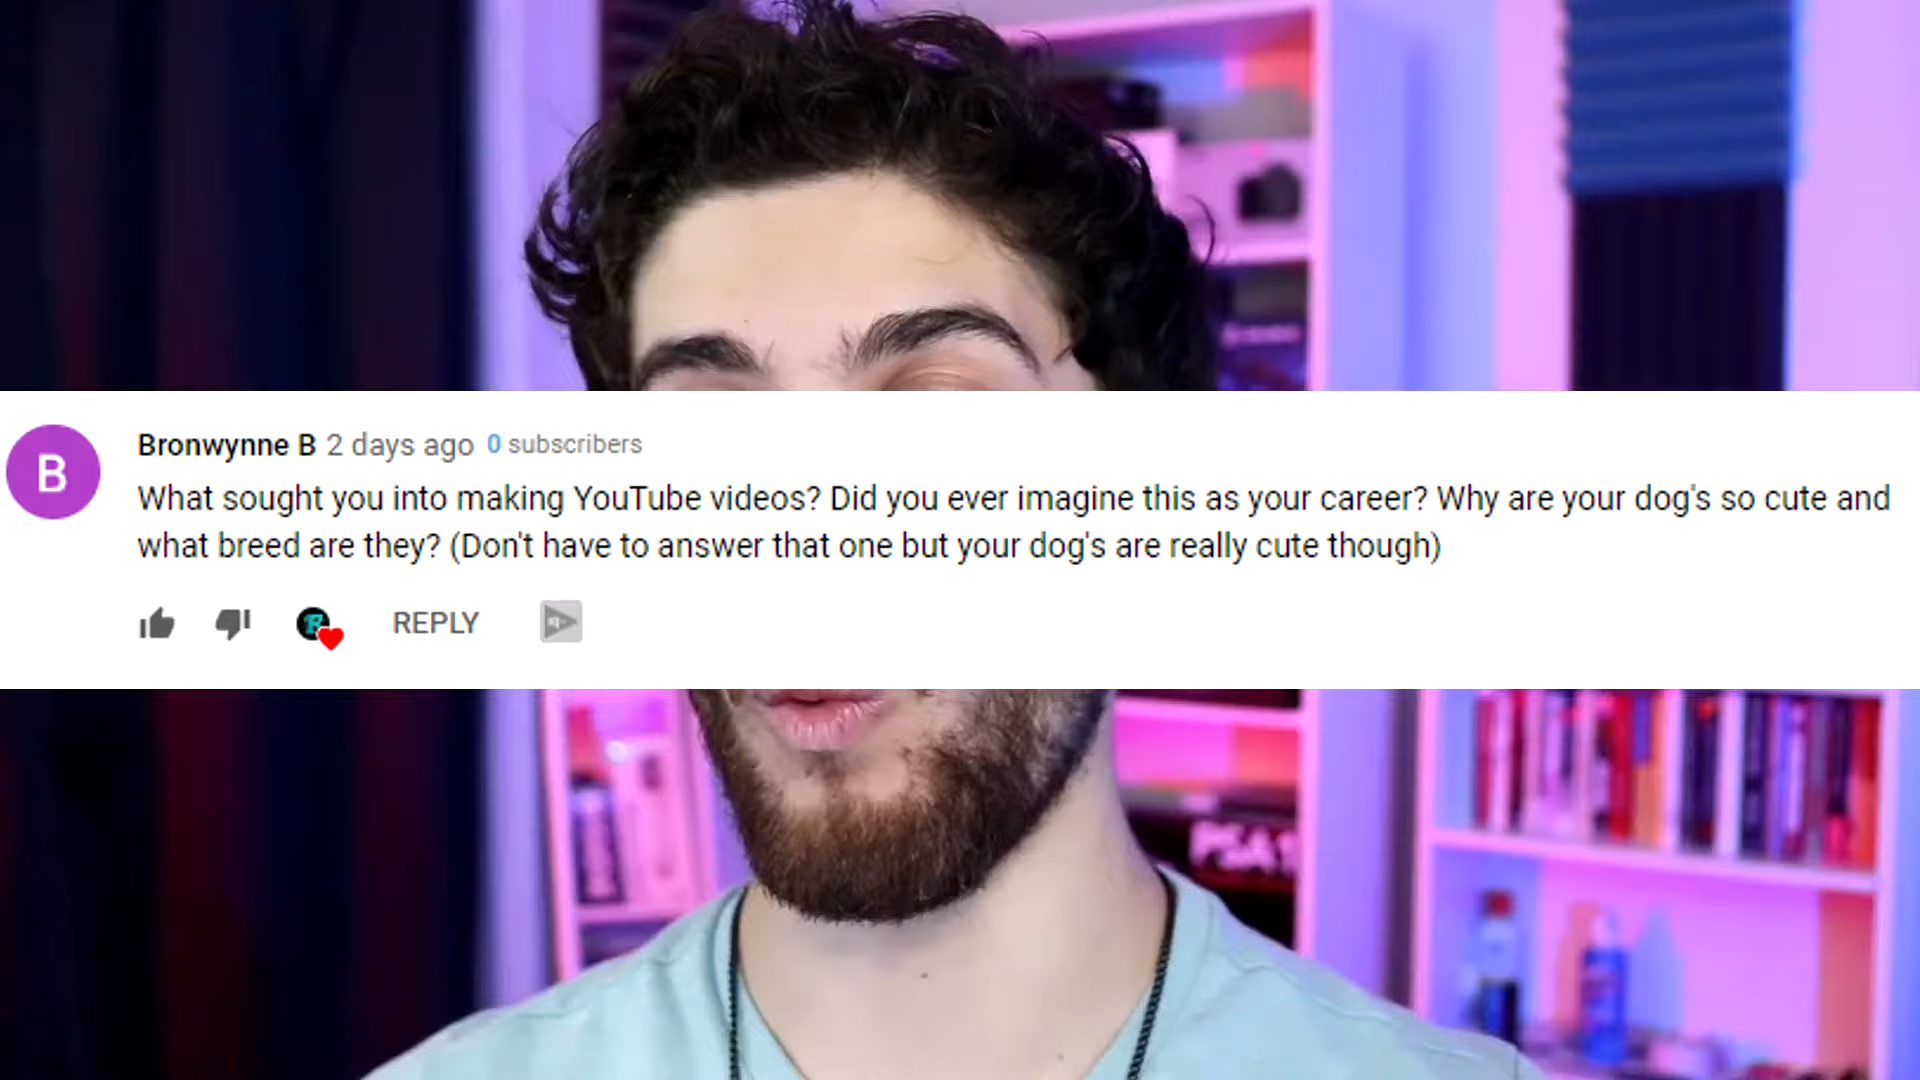 B
Bronwynne B 2 days ago 0 subscribers
What sought you into making YouTube videos? Did you ever imagine this as your career? Why are your dog's so cute and
what breed are they? (Don't have to answer that one but your dog's are really cute though)
REPLY